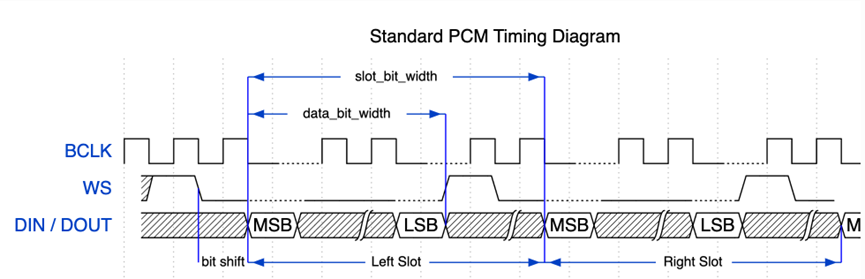 Standard PCM Timing Diagram
slot_bit_width
data_bit_width
BCLK
WS
DIN / DOUT
MSB
LSB
MSB
LSB
M
bit shift
Left Slot
Right Slot